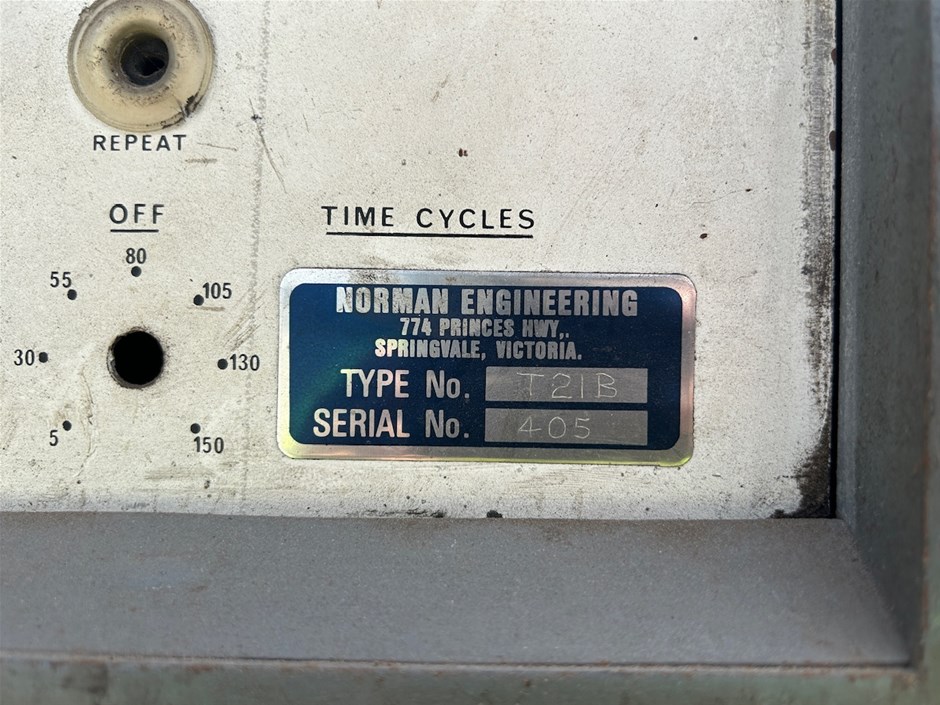 REPEAT
OFF
TIME CYCLES
80
55
105
30
130
5
150
NORMAN ENGINEERING
774 PRINCES HWY,.
SPRINGVALE, VICTORIA.
TYPE No. T21B
SERIAL No. 405